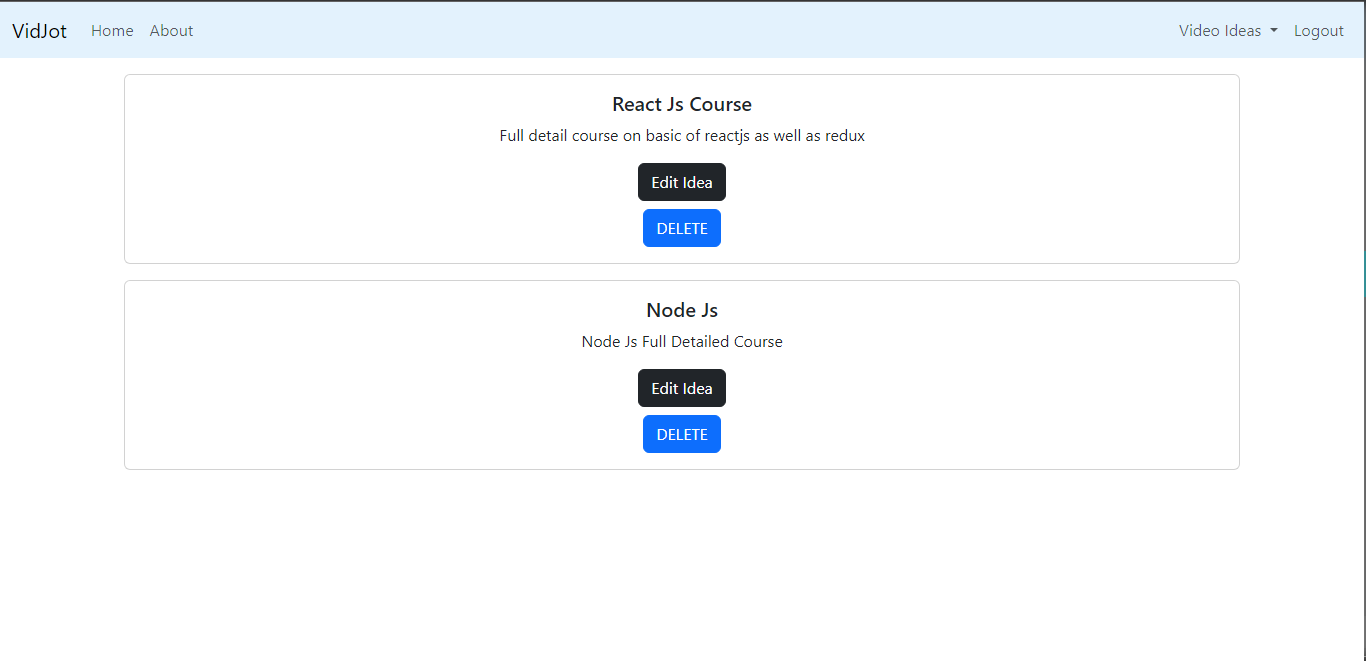 VidJot Home About Video Ideas Logout
React Js Course
Full detail course on basic of reactjs as well as redux
Edit Idea
DELETE
Node Js
Node Js Full Detailed Course
Edit Idea
DELETE